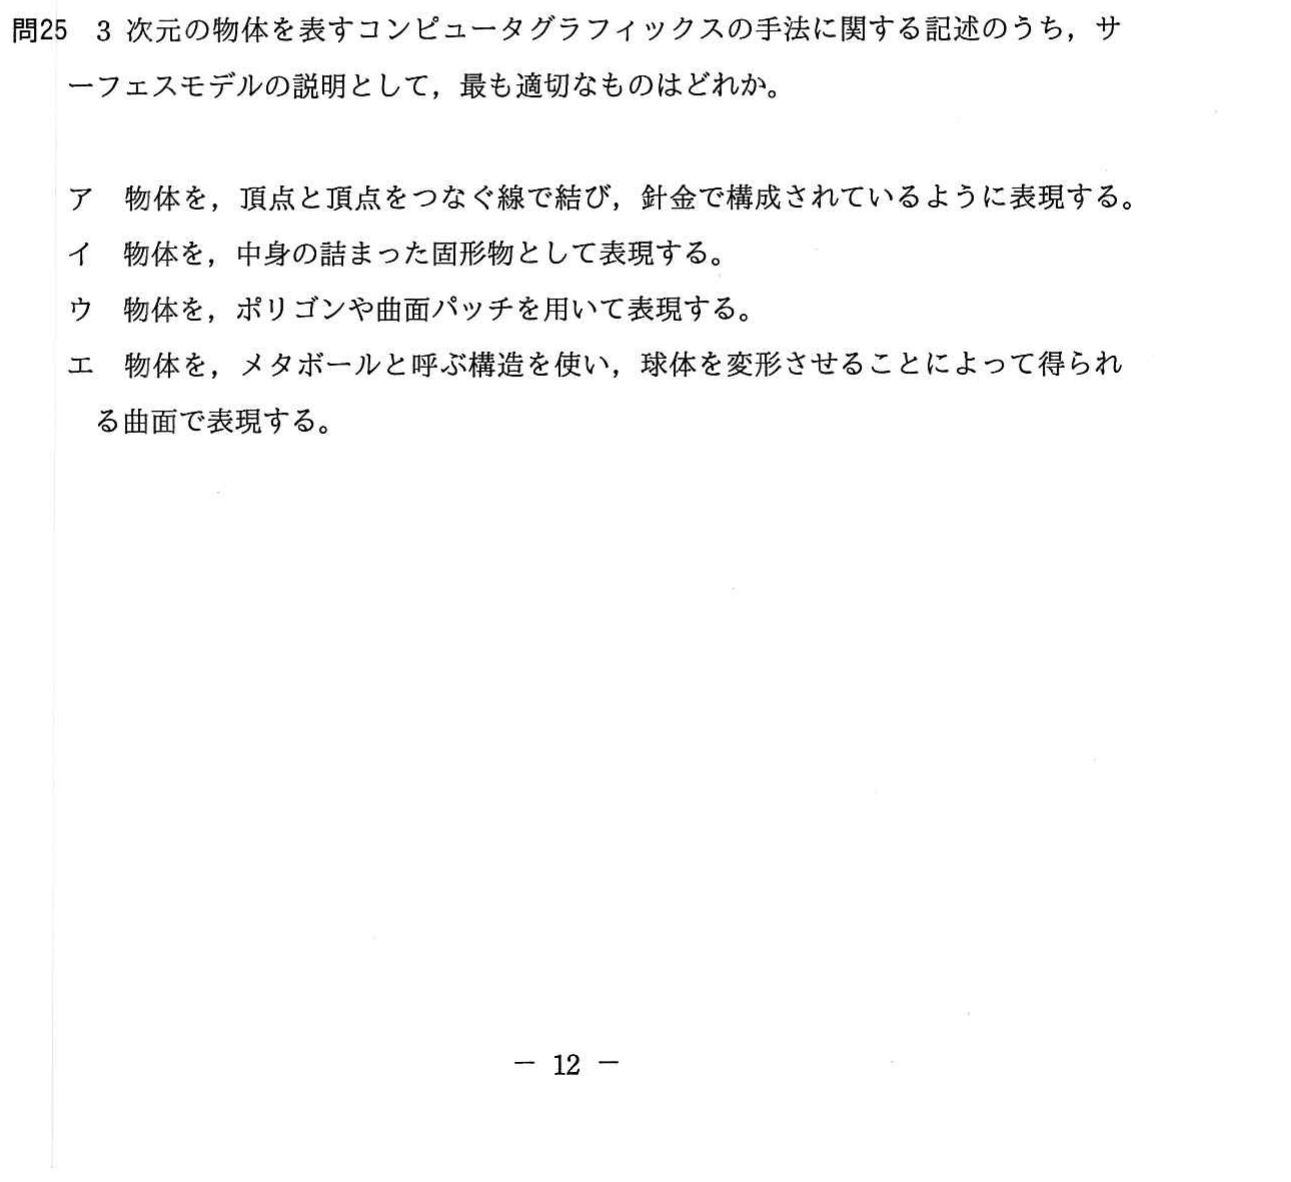 問25 3 次元の物体を表すコンピュータグラフィックスの手法に関する記述のうち，サ
ーフェスモデルの説明として，最も適切なものはどれか。
ア 物体を，頂点と頂点をつなぐ線で結び，針金で構成されているように表現する。
イ 物体を，中身の詰まった固形物として表現する。
ウ 物体を，ポリゴンや曲面パッチを用いて表現する。
エ 物体を，メタボールと呼ぶ構造を使い，球体を変形させることによって得られ
る曲面で表現する。
－ 12 －